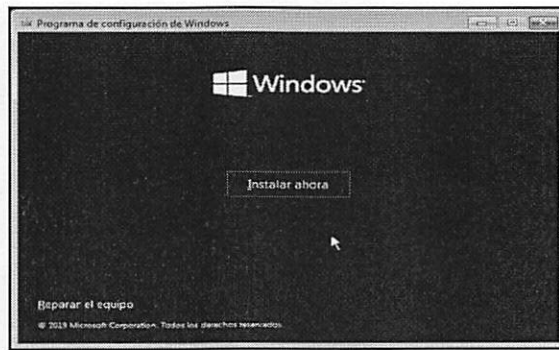 Programa de configuración de Windows
Windows
Instalar ahora
Reparar el equipo
© 2019 Microsoft Corporation. Todos los derechos reservados.